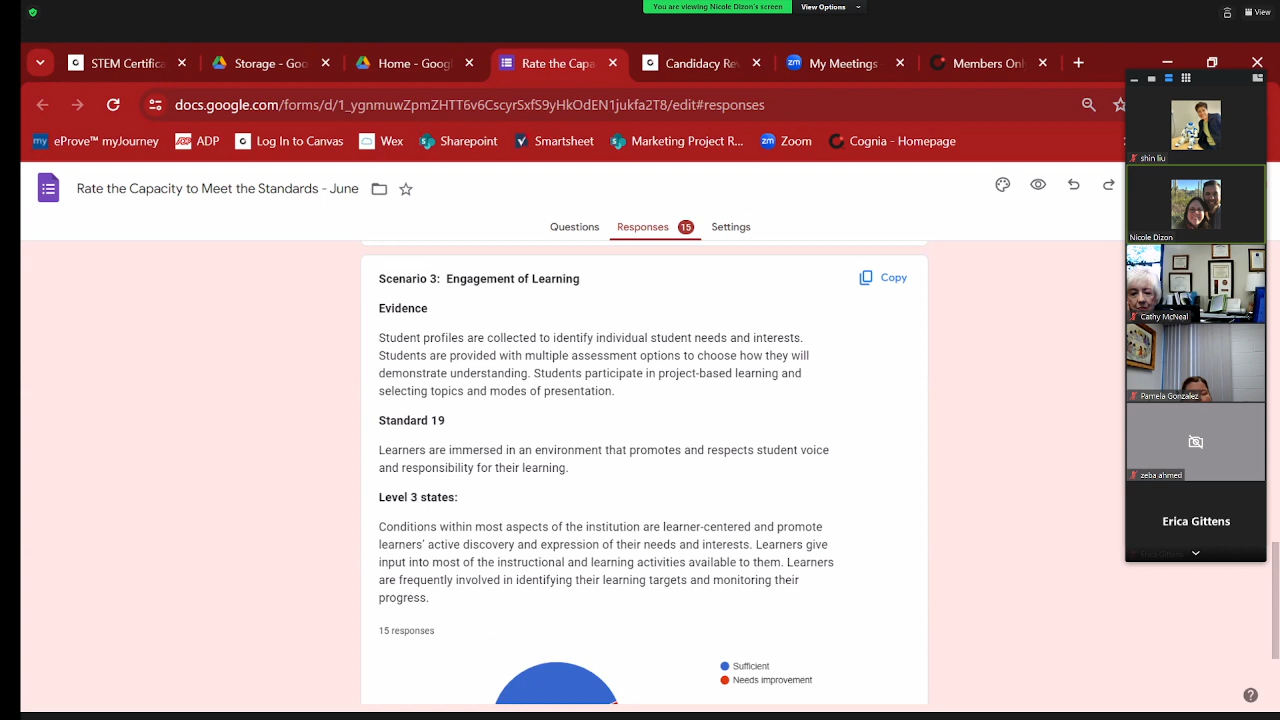 You are viewing Nicole Dizon's screen View Options
View
STEM Certifica
Storage - Goo
Home - Googl
Rate the Capa
Candidacy Rev
My Meetings -
Members Onl
docs.google.com/forms/d/1_ygnmuwZpmZHTT6v6CscyrSxfS9yHkOdEN1jukfa2T8/edit#responses
my eProve™ myJourney ADP Log In to Canvas Wex Sharepoint Smartsheet Marketing Project R... zm Zoom Cognia - Homepage
Rate the Capacity to Meet the Standards - June
Questions Responses 15 Settings
Scenario 3: Engagement of Learning
Copy
Evidence
Student profiles are collected to identify individual student needs and interests.
Students are provided with multiple assessment options to choose how they will
demonstrate understanding. Students participate in project-based learning and
selecting topics and modes of presentation.
Standard 19
Learners are immersed in an environment that promotes and respects student voice
and responsibility for their learning.
Level 3 states:
Conditions within most aspects of the institution are learner-centered and promote
learners' active discovery and expression of their needs and interests. Learners give
input into most of the instructional and learning activities available to them. Learners
are frequently involved in identifying their learning targets and monitoring their
progress.
15 responses
Sufficient
Needs improvement
shin liu
Nicole Dizon
Cathy McNeal
Pamela Gonzalez
zeba ahmed
Erica Gittens
Erica Gittens